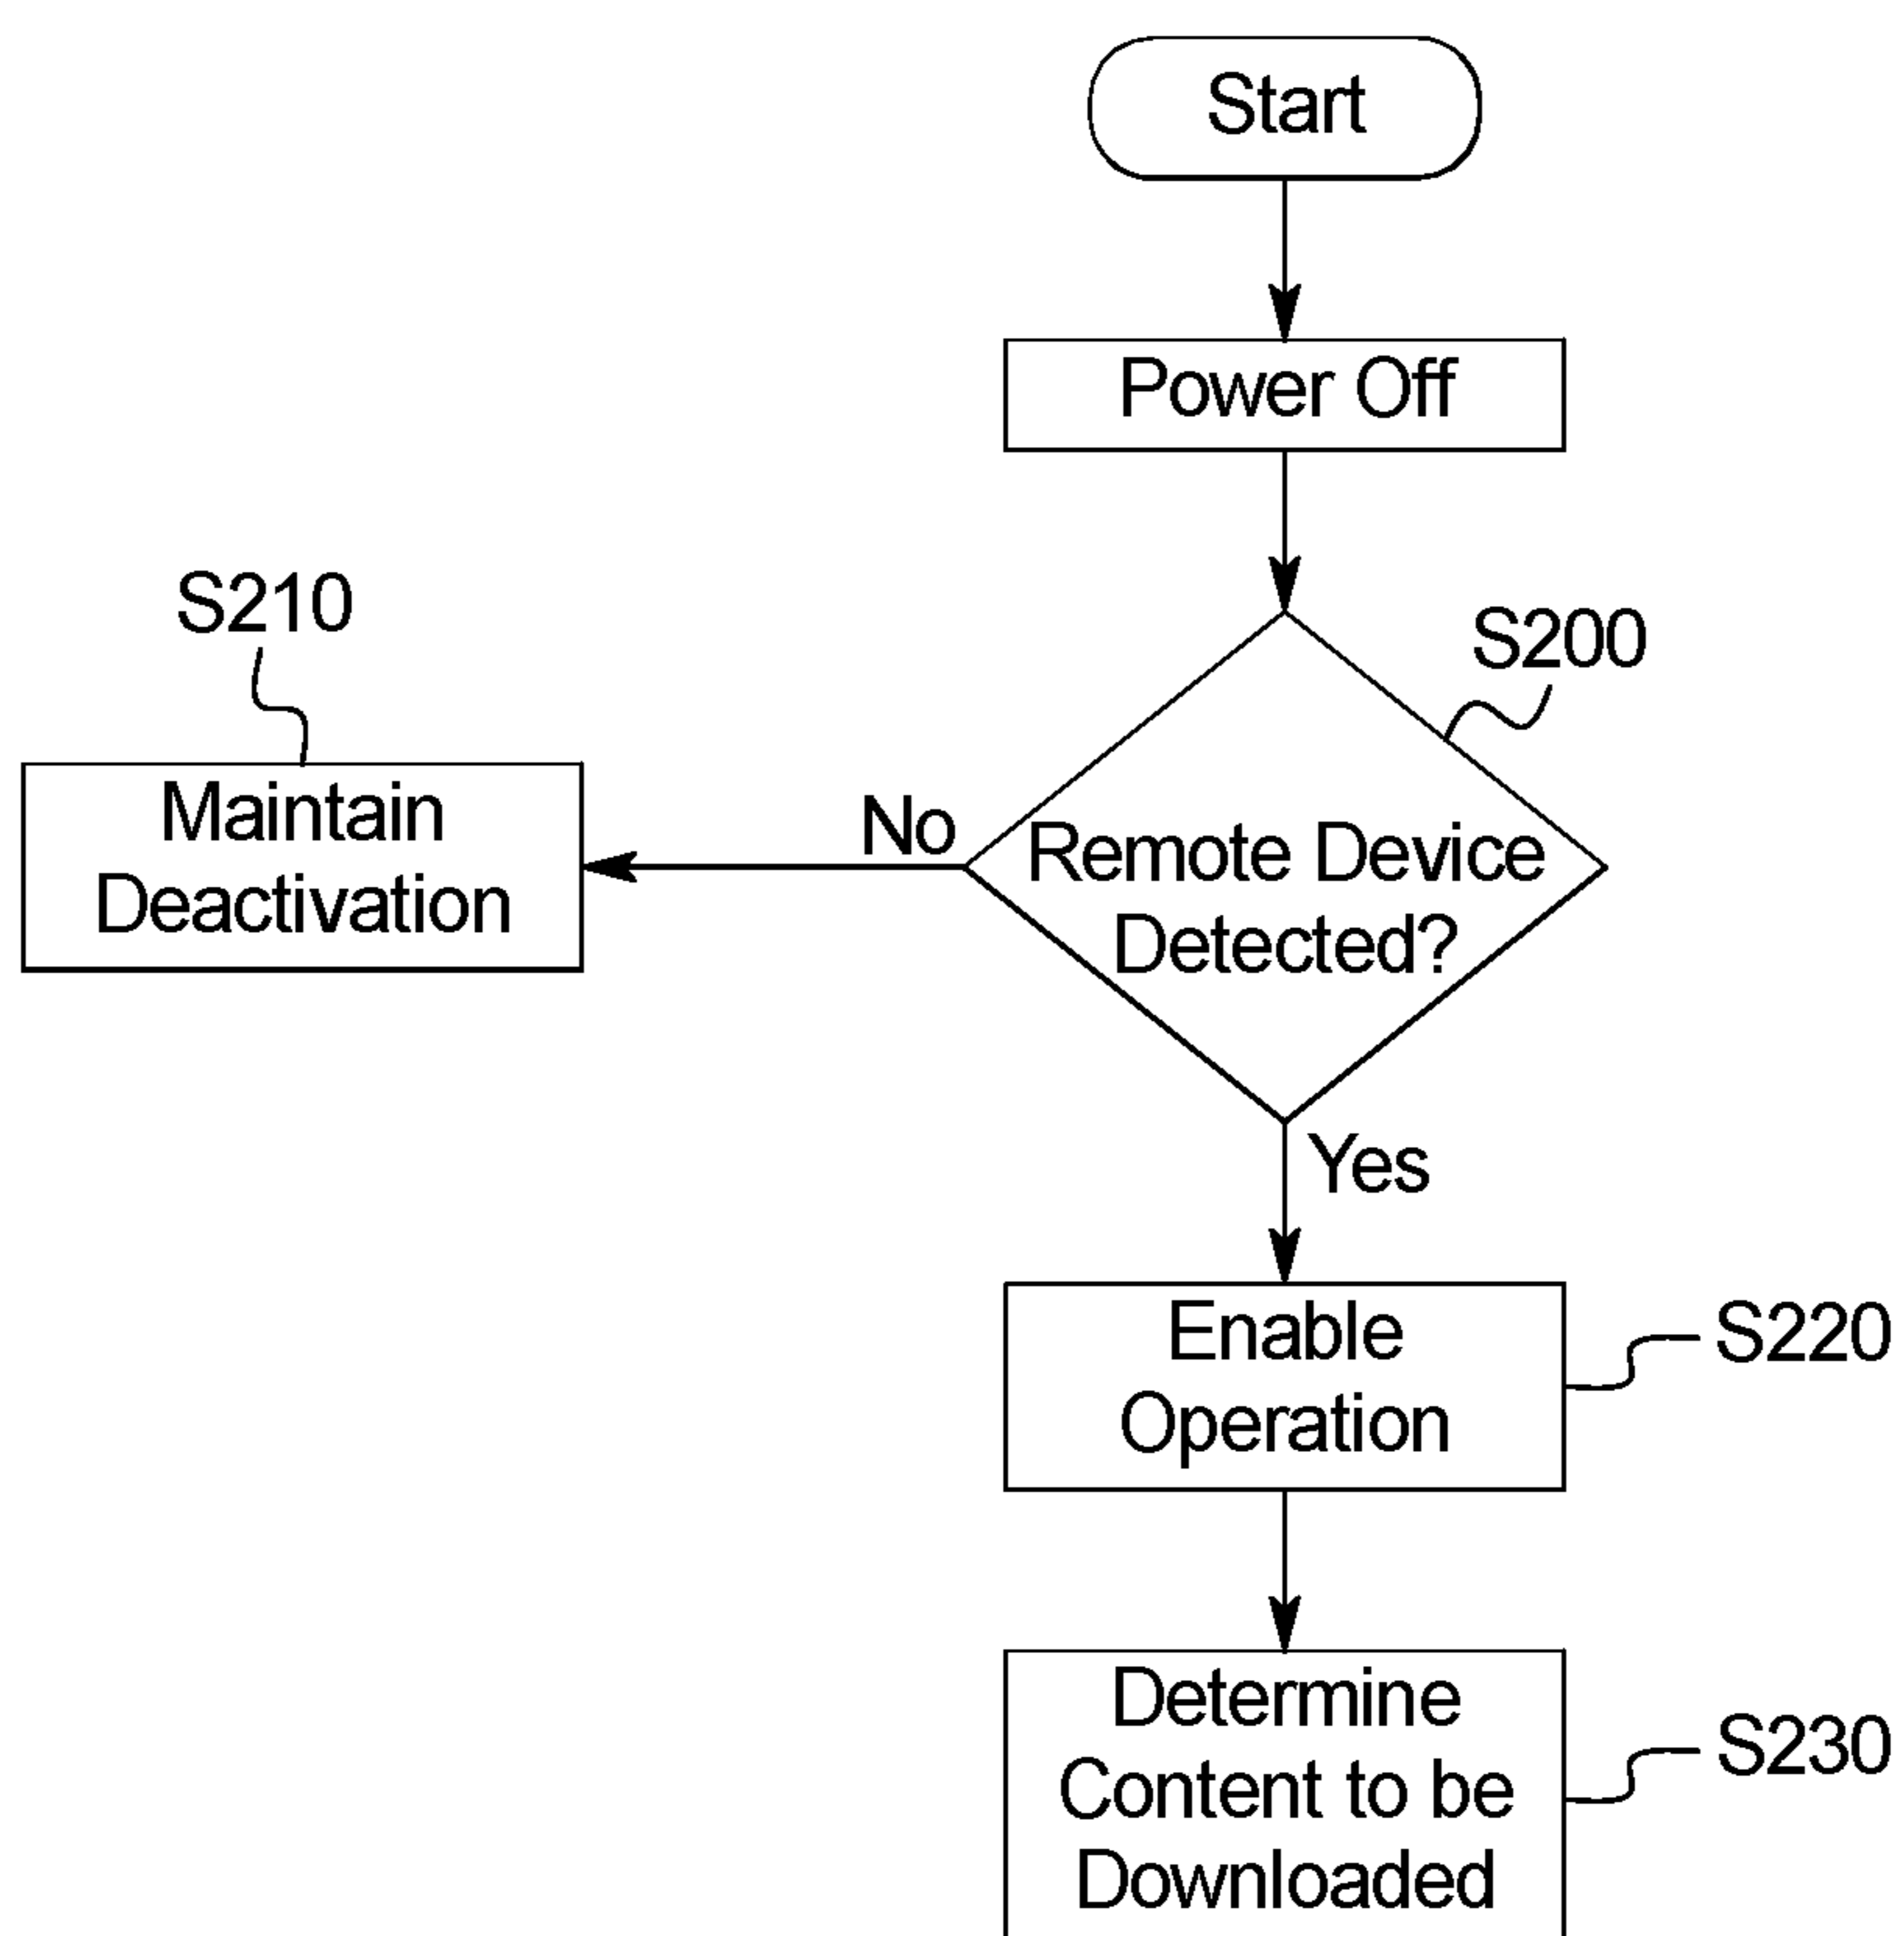 Start
Power Off
S210
S200
Maintain
Deactivation
No
Remote Device
Detected?
Yes
Enable
Operation
S220
Determine
Content to be
Downloaded
S230